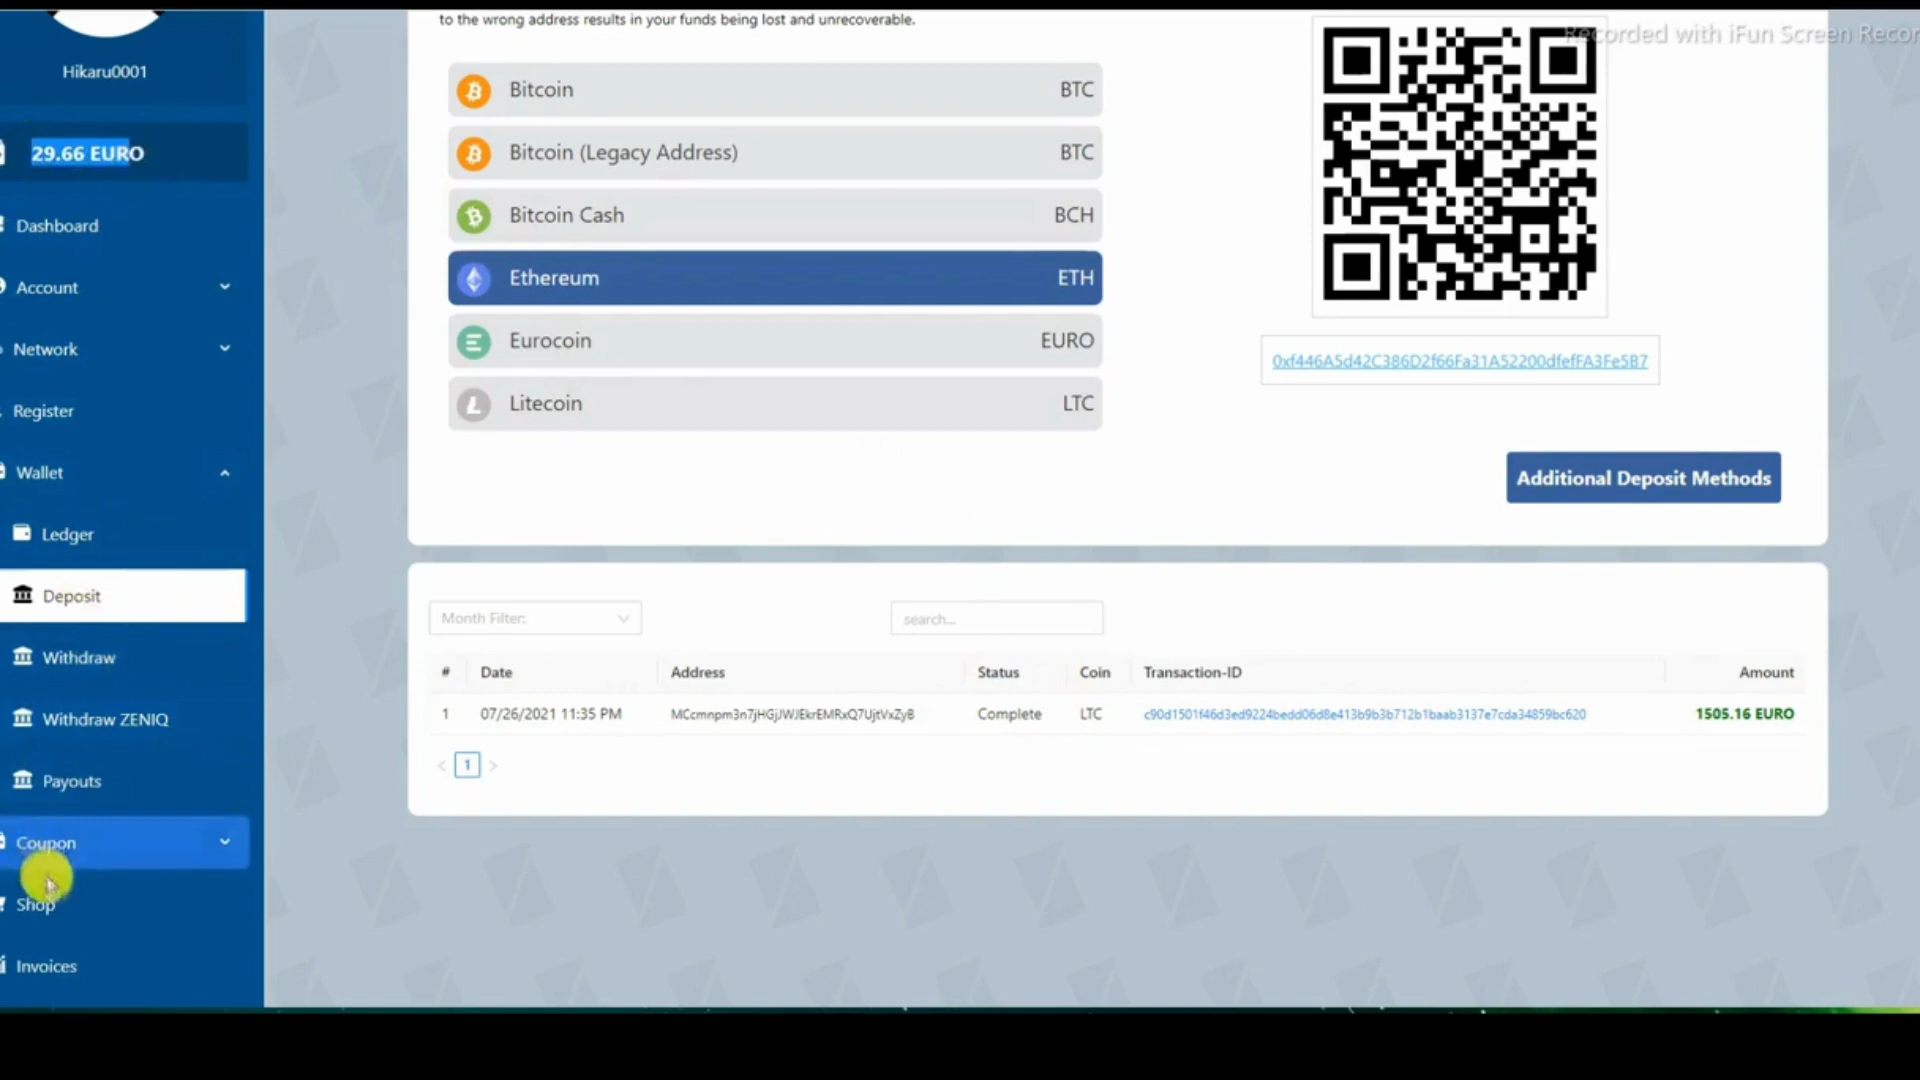 to the wrong address results in your funds being lost and unrecoverable.
Recorded with iFun Screen Recor
Hikaru0001
29.66 EURO
Dashboard
Account
Network
Register
Wallet
Ledger
Deposit
Withdraw
Withdraw ZENIQ
Payouts
Coupon
Shop
Invoices
Bitcoin BTC
Bitcoin (Legacy Address) BTC
Bitcoin Cash BCH
Ethereum ETH
Eurocoin EURO
Litecoin LTC
0xf446A5d42C386D2f66Fa31A52200dfefFA3Fe5B7
Additional Deposit Methods
Month Filter: search...
# Date Address Status Coin Transaction-ID Amount
1 07/26/2021 11:35 PM MCcmnpm3n7jHGjJWJEkrEMRxQ7UjtVxZyB Complete LTC c90d1501f46d3ed9224bedd06d8e413b9b3b712b1baab3137e7cda34859bc620 1505.16 EURO
< 1 >